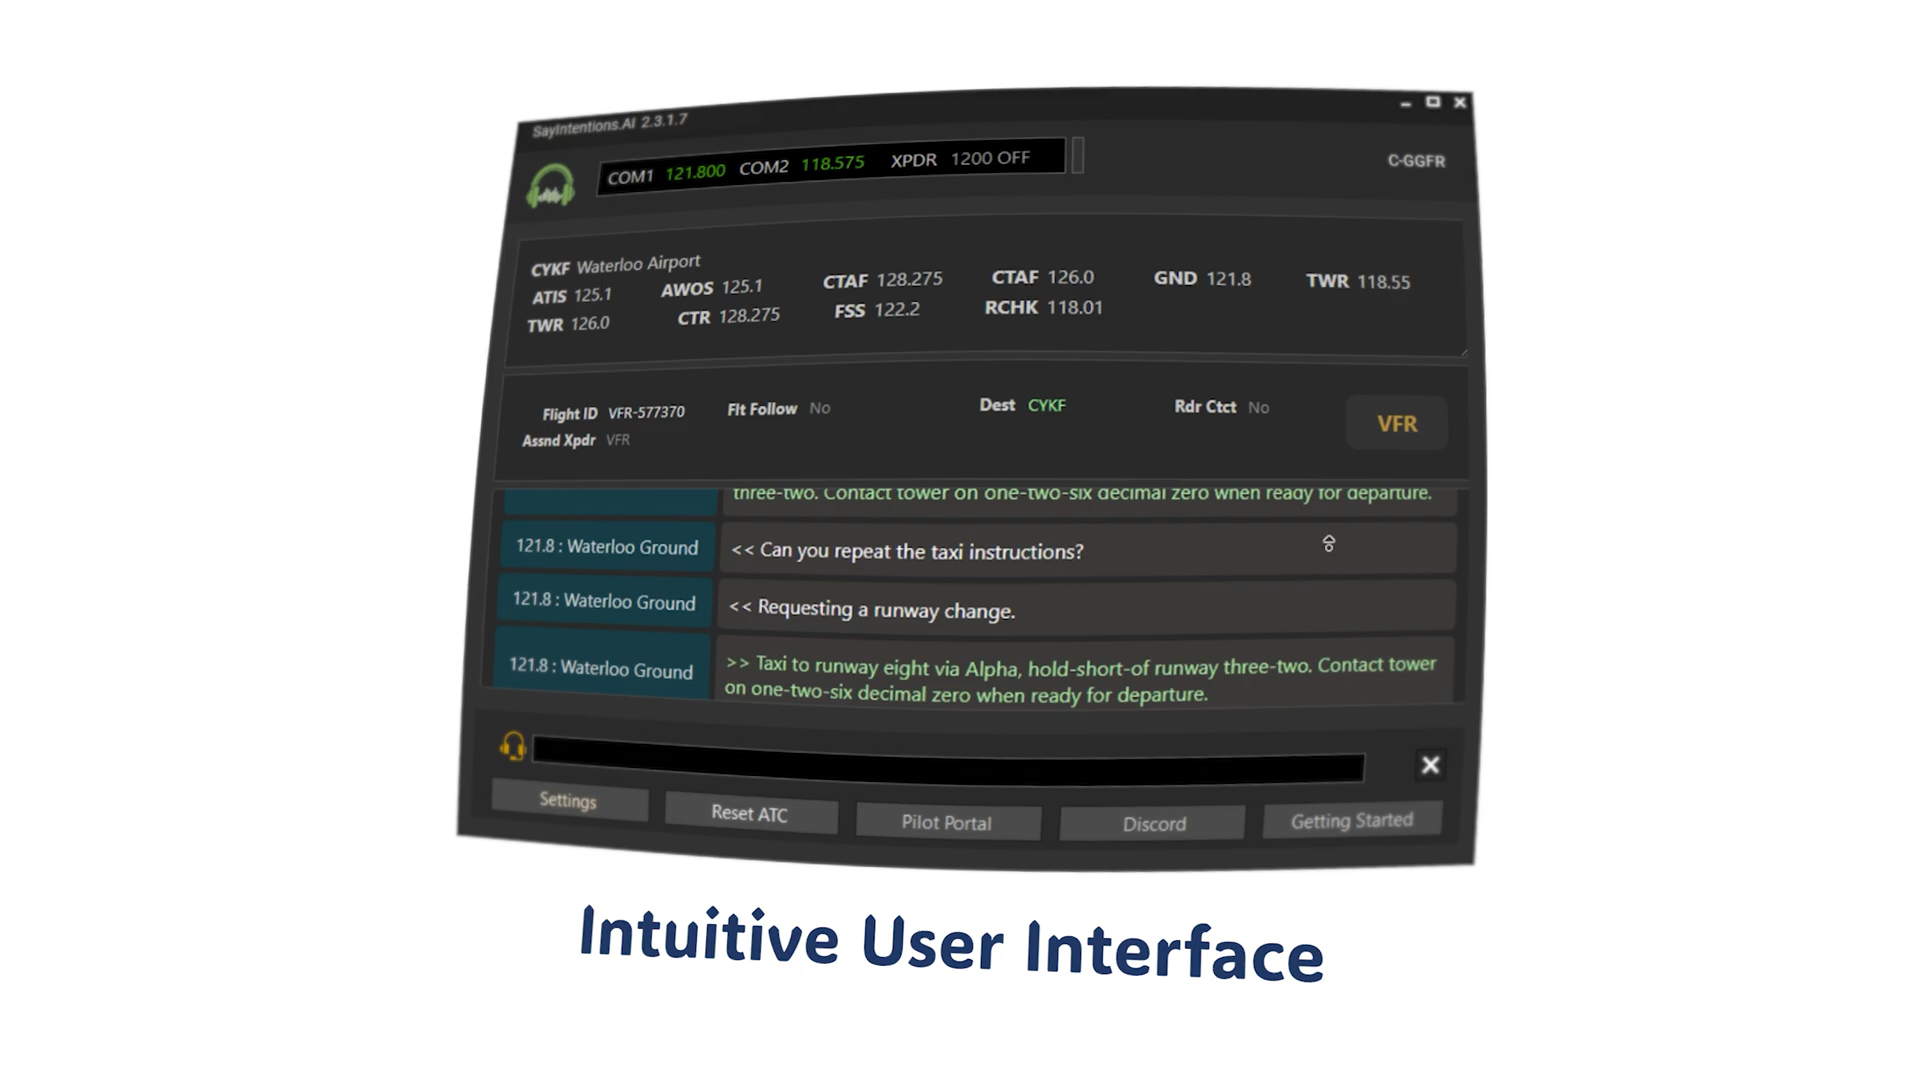 SayIntentions.AI 2.3.1.7
COM1 121.800 COM2 118.575 XPDR 1200 OFF
C-GGFR
CYKF Waterloo Airport
ATIS 125.1 AWOS 125.1 CTAF 128.275 CTAF 126.0 GND 121.8 TWR 118.55
TWR 126.0 CTR 128.275 FSS 122.2 RCHK 118.01
Flight ID VFR-577370 Flt Follow No Dest CYKF Rdr Ctct No
Assnd Xpdr VFR
VFR
three-two. Contact tower on one-two-six decimal zero when ready for departure.
121.8 : Waterloo Ground << Can you repeat the taxi instructions?
121.8 : Waterloo Ground << Requesting a runway change.
121.8 : Waterloo Ground >> Taxi to runway eight via Alpha, hold-short-of runway three-two. Contact tower
on one-two-six decimal zero when ready for departure.
Settings Reset ATC Pilot Portal Discord Getting Started
Intuitive User Interface